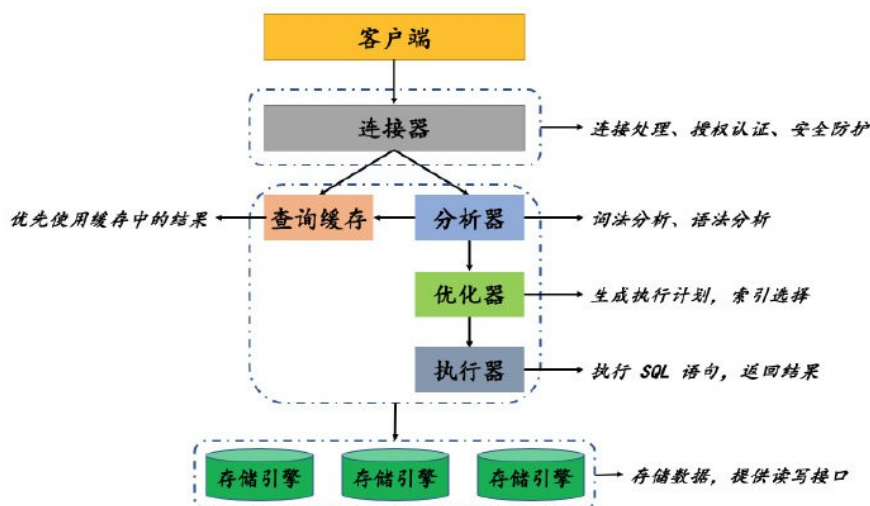 客户端
连接器
连接处理、授权认证、安全防护
优先使用缓存中的结果
查询缓存
分析器
词法分析、语法分析
优化器
生成执行计划，索引选择
执行器
执行 SQL 语句，返回结果
存储引擎
存储引擎
存储引擎
存储数据，提供读写接口